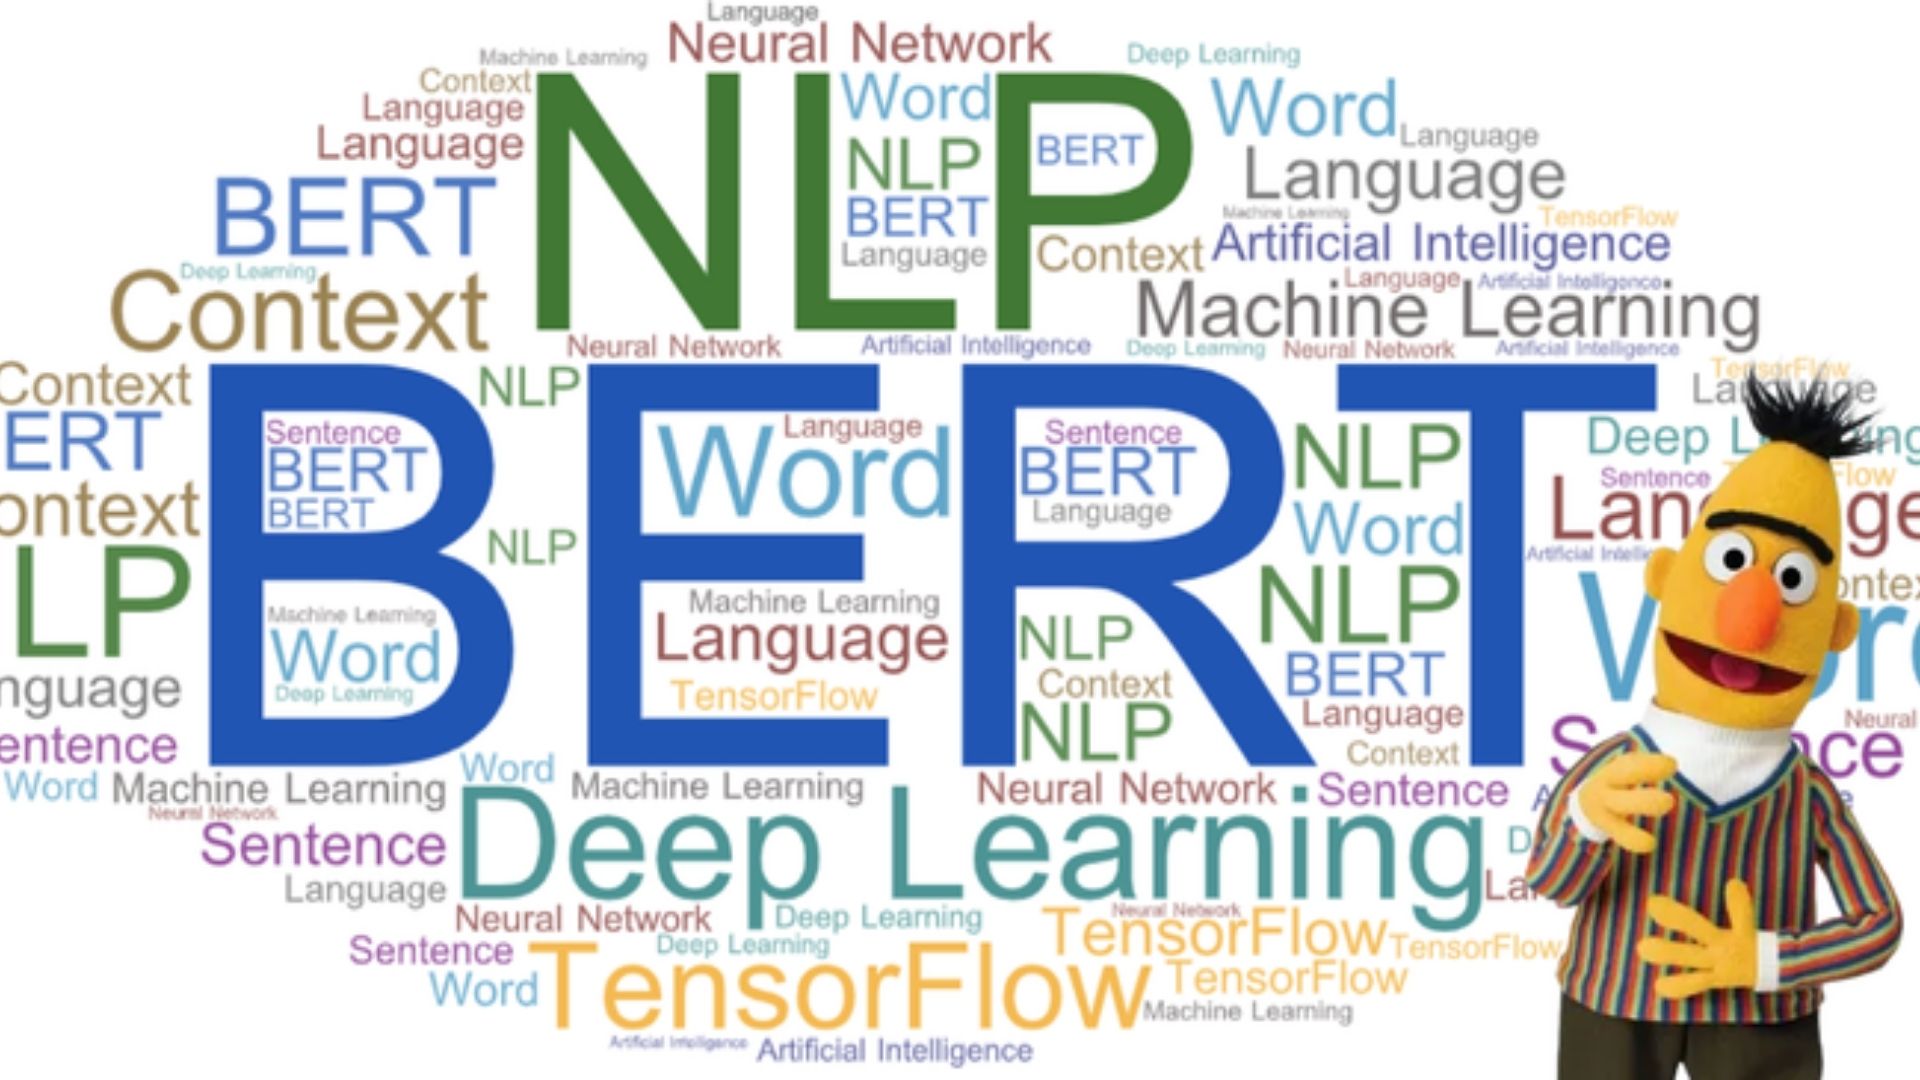 Language
Machine Learning Neural Network Deep Learning
Context
Word Word
Language Language
Language
NLP
NLP BERT
Language
BERT
BERT
Machine Learning TensorFlow
Language Context Artificial Intelligence
Deep Learning
Context
Language Artificial Intelligence
Machine Learning
Neural Network Artificial Intelligence Deep Learning Neural Network Artificial Intelligence
TensorFlow
Context NLP
BERT
ERT
Sentence Language Sentence NLP Deep
BERT Word BERT
Sentence
ontext BERT Language Word
NLP
LP
Machine Learning Machine Learning NLP
Word Language NLP
nguage Deep Learning TensorFlow Context BERT
NLP Language Neural
entence Context
Word Machine Learning Word Machine Learning Neural Network Sentence
Neural Network
Sentence Deep Learning
Language
Neural Network Deep Learning Neural Network
TensorFlow TensorFlow
Sentence Deep Learning
Word TensorFlow TensorFlow
Machine Learning
Artificial Intelligence Artificial Intelligence